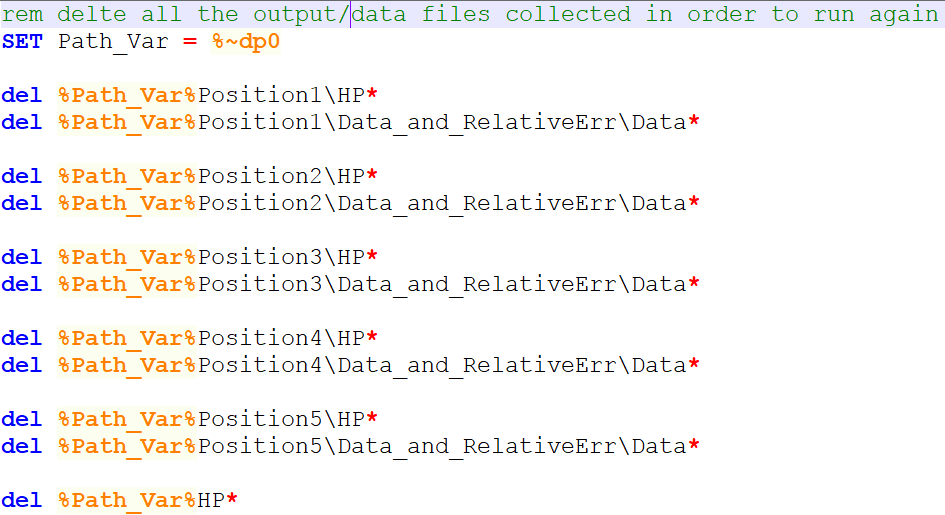 rem delte all the output/data files collected in order to run again
SET Path_Var = %~dp0
del %Path_Var%Position1\HP*
del %Path_Var%Position1\Data_and_RelativeErr\Data*
del %Path_Var%Position2\HP*
del %Path_Var%Position2\Data_and_RelativeErr\Data*
del %Path_Var%Position3\HP*
del %Path_Var%Position3\Data_and_RelativeErr\Data*
del %Path_Var%Position4\HP*
del %Path_Var%Position4\Data_and_RelativeErr\Data*
del %Path_Var%Position5\HP*
del %Path_Var%Position5\Data_and_RelativeErr\Data*
del %Path_Var%HP*